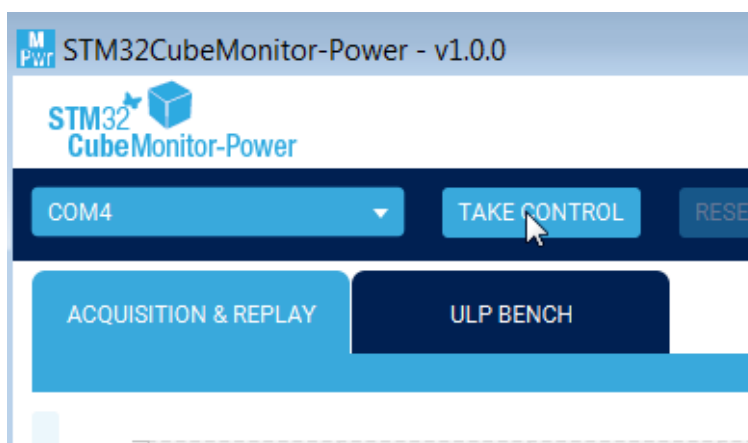 M
Pwr STM32CubeMonitor-Power - v1.0.0
STM32
CubeMonitor-Power
COM4 TAKE CONTROL
ACQUISITION & REPLAY ULP BENCH